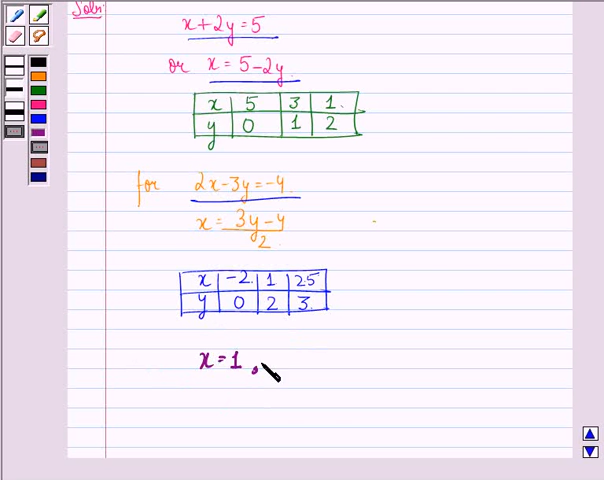 Soln:
x + 2y = 5
or x = 5 - 2y
x 5 3 1
y 0 1 2
for 2x - 3y = -4
x = 3y - 4 / 2
x -2 1 2.5
y 0 2 3
x = 1 ,